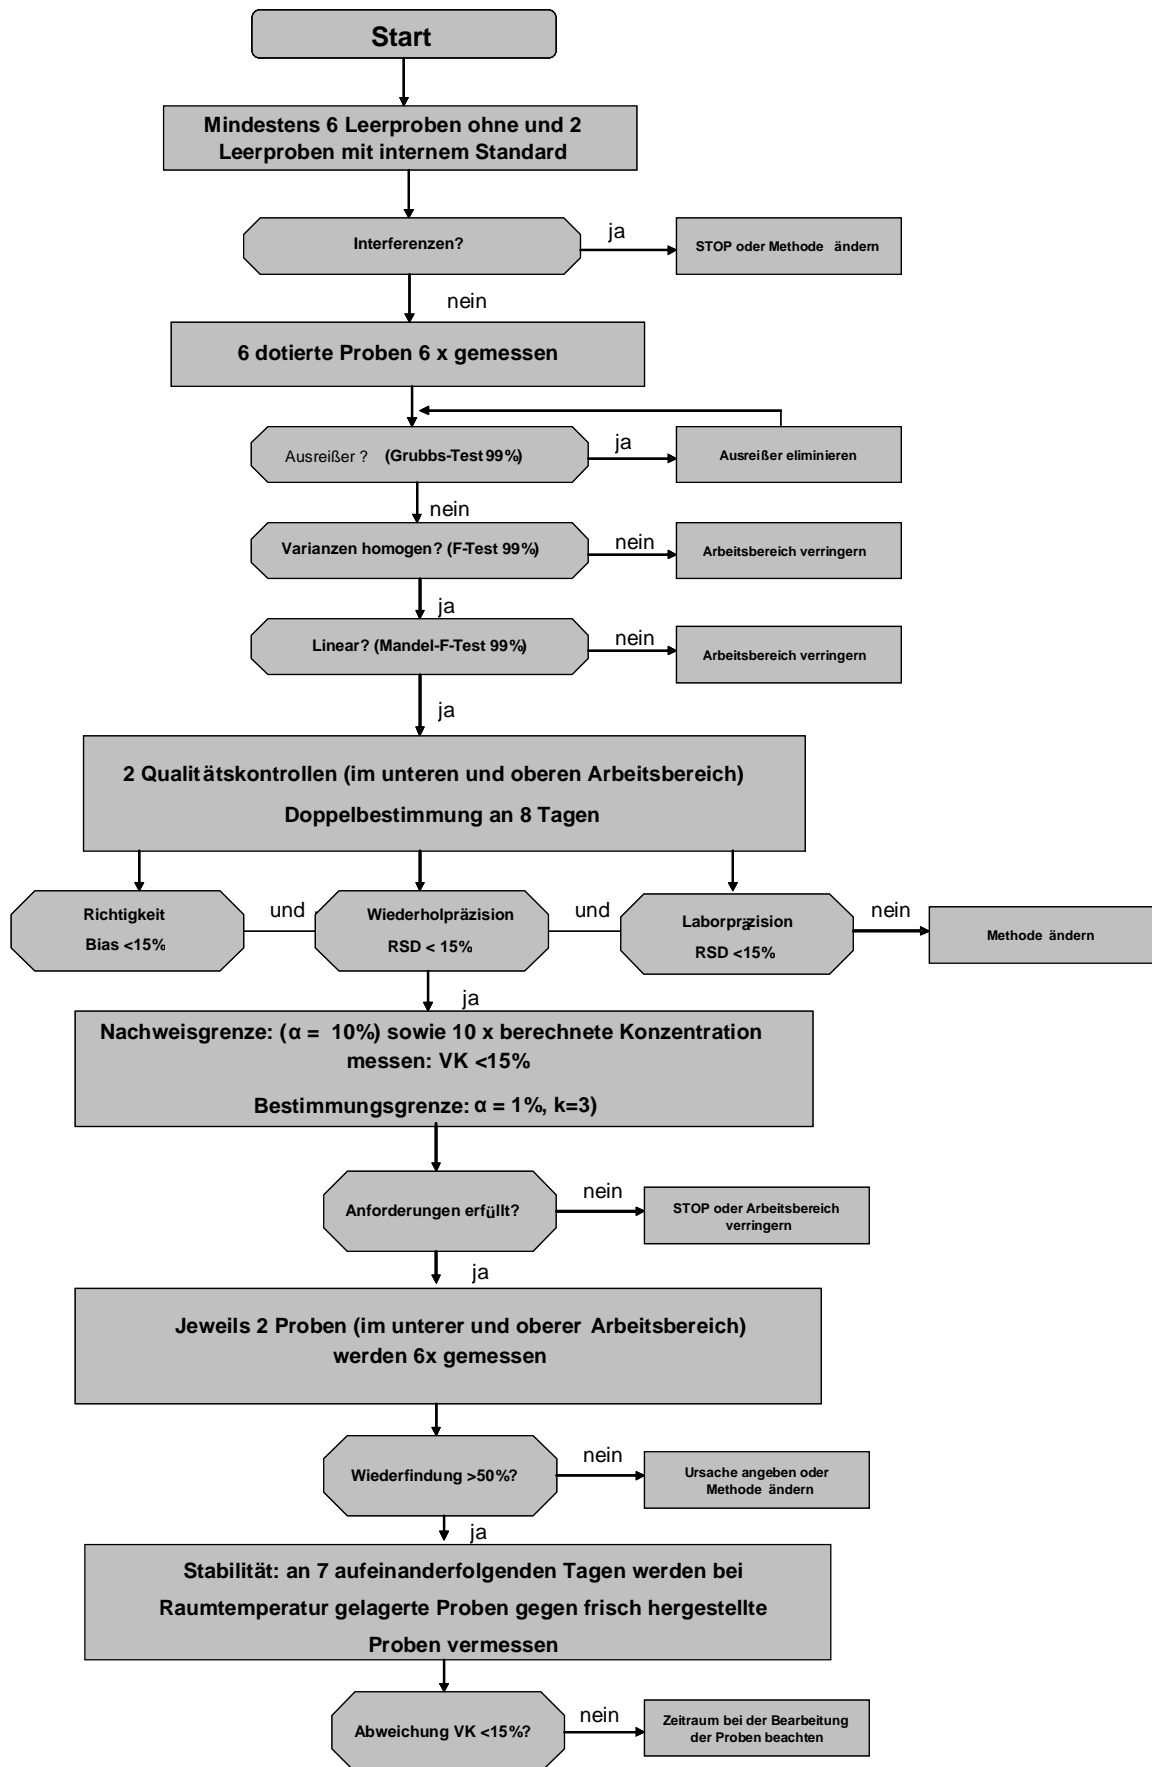 Start
Mindestens 6 Leerproben ohne und 2
Leerproben mit internem Standard
Interferenzen?
ja
STOP oder Methode ändern
nein
6 dotierte Proben 6 x gemessen
Ausreißer ? (Grubbs-Test 99%)
ja
Ausreißer eliminieren
nein
Varianzen homogen? (F-Test 99%)
nein
Arbeitsbereich verringern
ja
Linear? (Mandel-F-Test 99%)
nein
Arbeitsbereich verringern
ja
2 Qualitätskontrollen (im unteren und oberen Arbeitsbereich)
Doppelbestimmung an 8 Tagen
Richtigkeit
Bias <15%
und
Wiederholpräzision
RSD < 15%
und
Laborpräzision
RSD <15%
nein
Methode ändern
ja
Nachweisgrenze: (α = 10%) sowie 10 x berechnete Konzentration
messen: VK <15%
Bestimmungsgrenze: α = 1%, k=3)
Anforderungen erfüllt?
nein
STOP oder Arbeitsbereich
verringern
ja
Jeweils 2 Proben (im unterer und oberer Arbeitsbereich)
werden 6x gemessen
Wiederfindung >50%?
nein
Ursache angeben oder
Methode ändern
ja
Stabilität: an 7 aufeinanderfolgenden Tagen werden bei
Raumtemperatur gelagerte Proben gegen frisch hergestellte
Proben vermessen
Abweichung VK <15%?
nein
Zeitraum bei der Bearbeitung
der Proben beachten